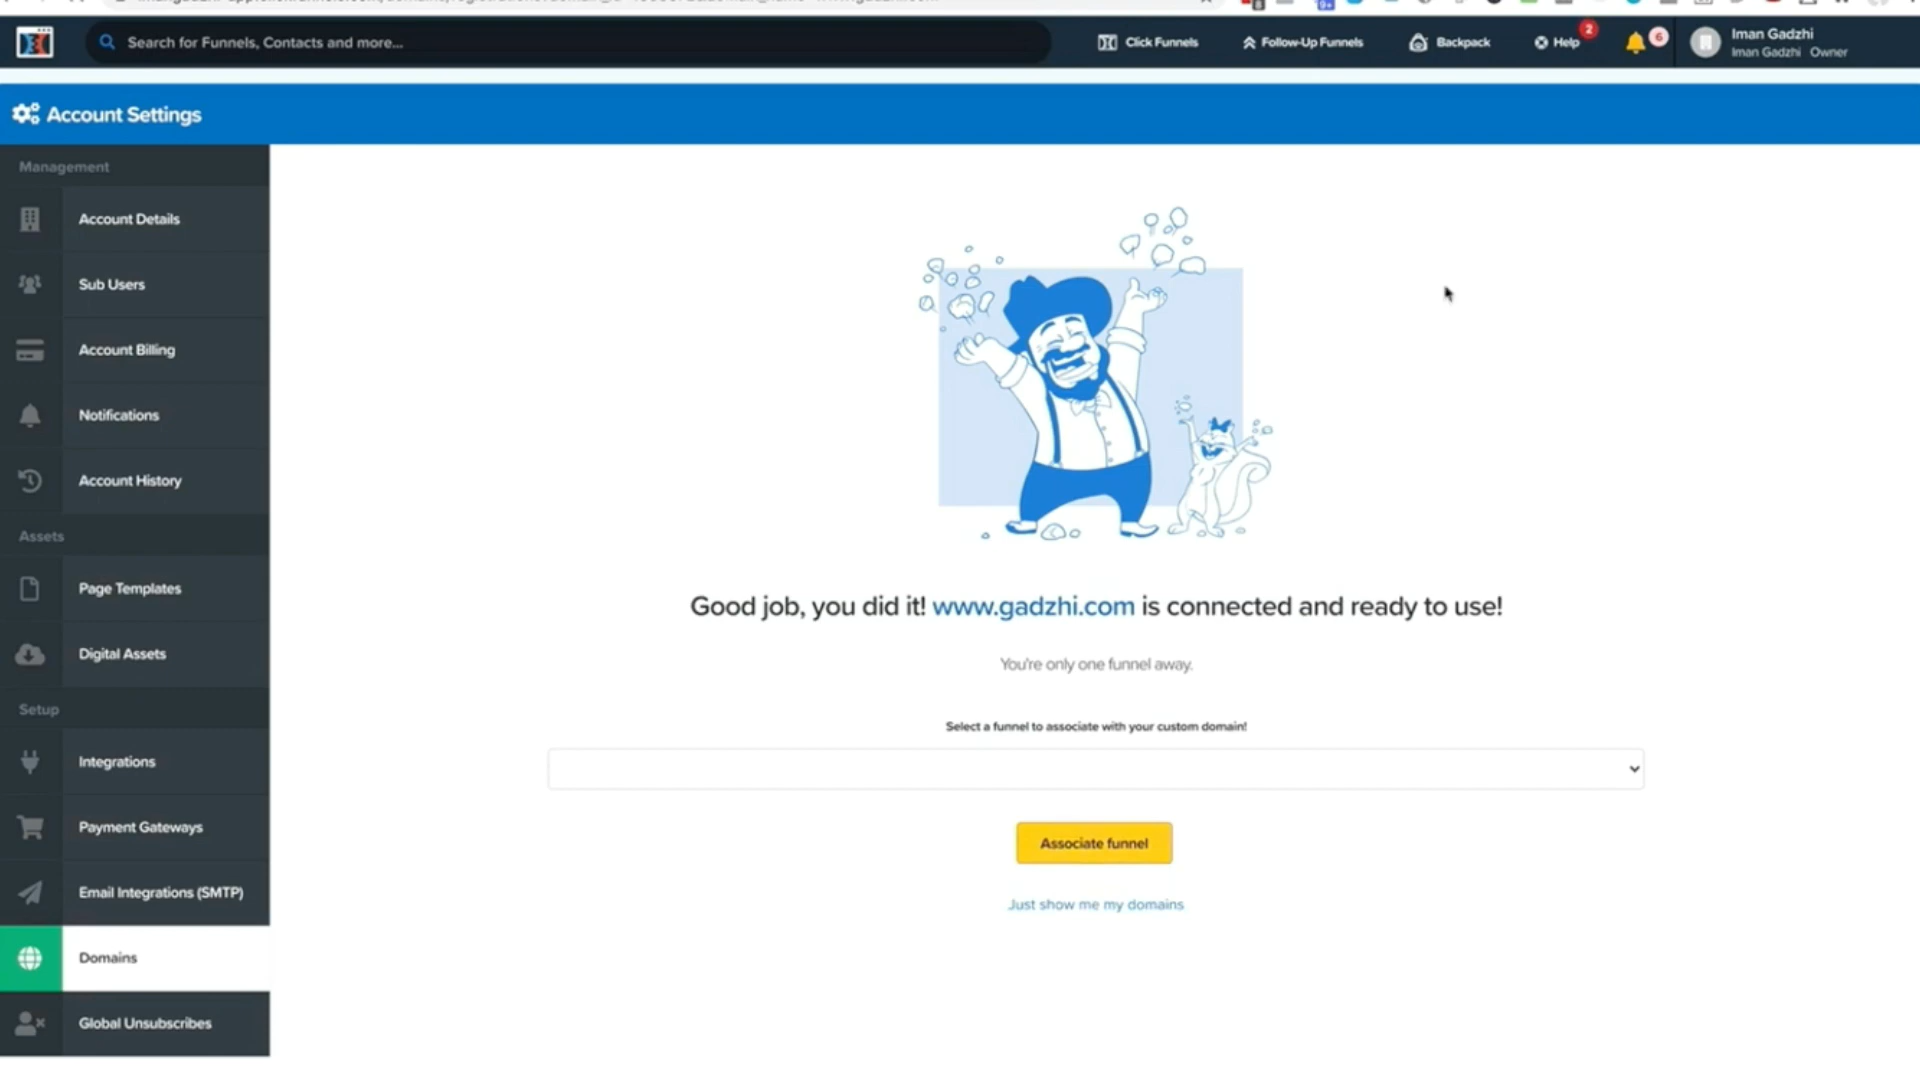 Search for Funnels, Contacts and more...
Click Funnels
Follow-Up Funnels
Backpack
Help
2
6
Iman Gadzhi
Iman Gadzhi Owner
Account Settings
Management
Account Details
Sub Users
Account Billing
Notifications
Account History
Assets
Page Templates
Digital Assets
Setup
Integrations
Payment Gateways
Email Integrations (SMTP)
Domains
Global Unsubscribes
Good job, you did it! www.gadzhi.com is connected and ready to use!
You're only one funnel away.
Select a funnel to associate with your custom domain!
Associate funnel
Just show me my domains